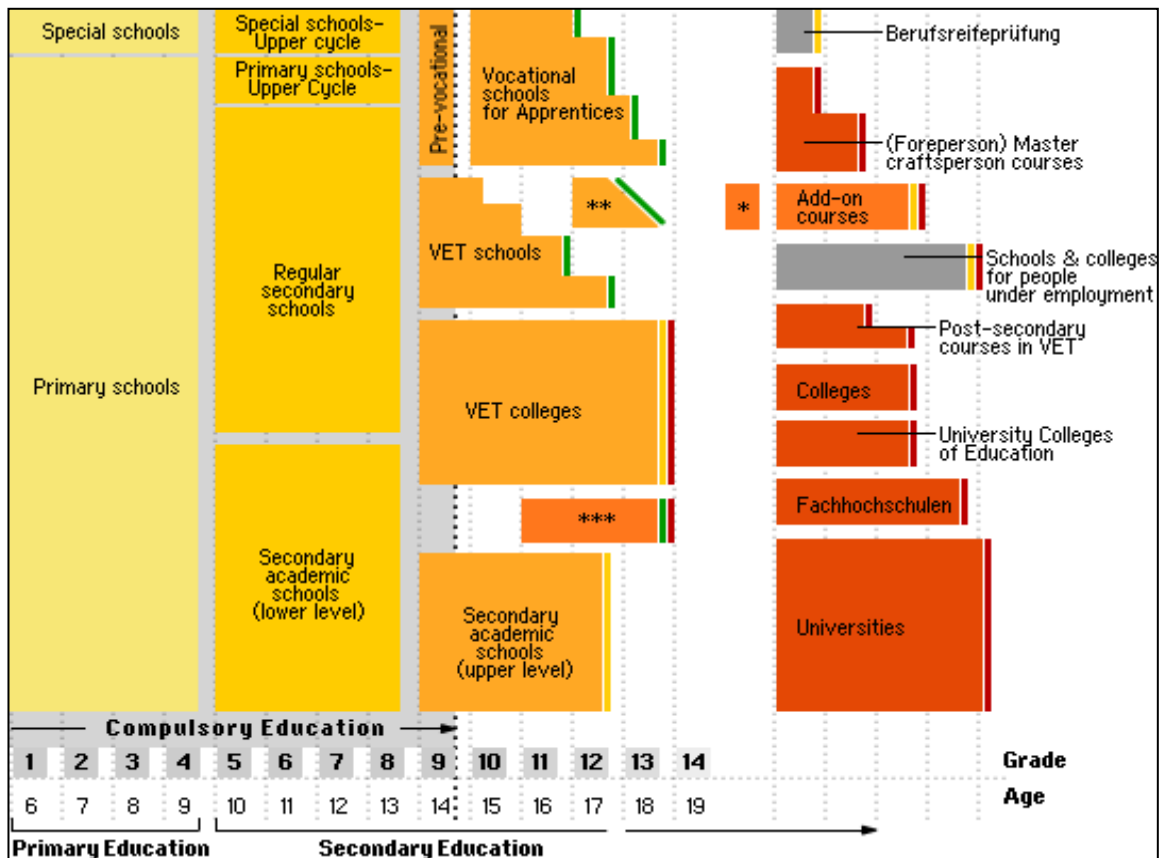 Special schools
Special schools-
Upper cycle
Primary schools-
Upper Cycle
Pre-vocational
Vocational
schools
for Apprentices
Berufsreifeprüfung
(Foreperson) Master
craftsperson courses
**
*
Add-on
courses
VET schools
Regular
secondary
schools
Schools & colleges
for people
under employment
Post-secondary
courses in VET
Primary schools
VET colleges
Colleges
University Colleges
of Education
***
Fachhochschulen
Secondary
academic
schools
(lower level)
Secondary
academic
schools
(upper level)
Universities
Compulsory Education
1 2 3 4 5 6 7 8 9 10 11 12 13 14 Grade
6 7 8 9 10 11 12 13 14 15 16 17 18 19 Age
Primary Education Secondary Education